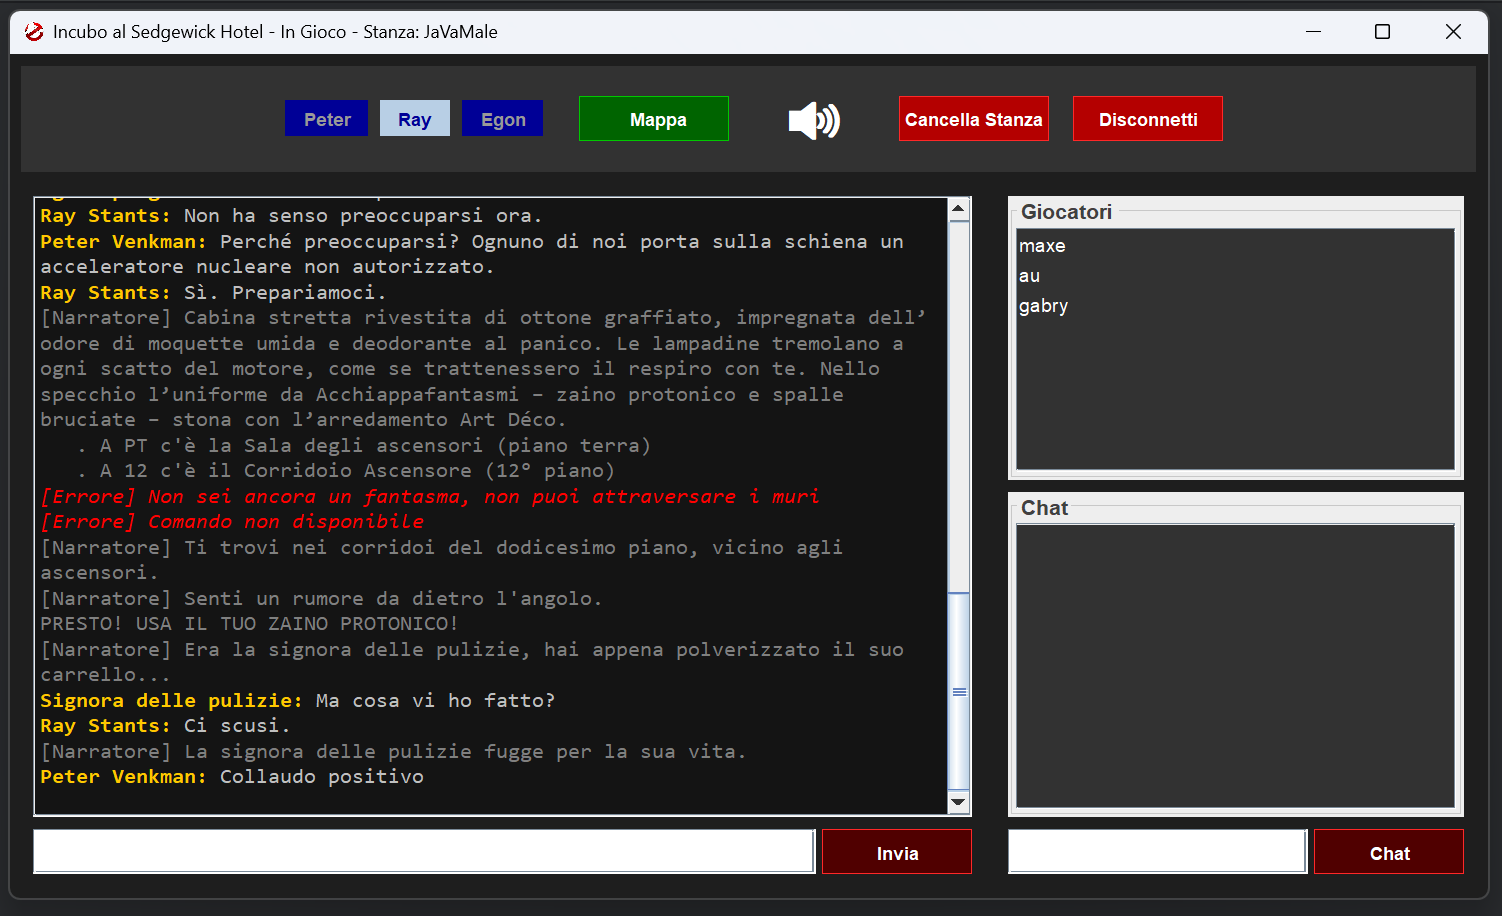 Incubo al Sedgewick Hotel - In Gioco - Stanza: JaVaMale
Peter
Ray
Egon
Mappa
Cancella Stanza
Disconnetti
Ray Stants: Non ha senso preoccuparsi ora.
Peter Venkman: Perché preoccuparsi? Ognuno di noi porta sulla schiena un
acceleratore nucleare non autorizzato.
Ray Stants: Sì. Prepariamoci.
[Narratore] Cabina stretta rivestita di ottone graffiato, impregnata dell’
odore di moquette umida e deodorante al panico. Le lampadine tremolano a
ogni scatto del motore, come se trattenessero il respiro con te. Nello
specchio l’uniforme da Acchiappafantasmi – zaino protonico e spalle
bruciate – stona con l’arredamento Art Déco.
. A PT c'è la Sala degli ascensori (piano terra)
. A 12 c'è il Corridoio Ascensore (12° piano)
[Errore] Non sei ancora un fantasma, non puoi attraversare i muri
[Errore] Comando non disponibile
[Narratore] Ti trovi nei corridoi del dodicesimo piano, vicino agli
ascensori.
[Narratore] Senti un rumore da dietro l'angolo.
PRESTO! USA IL TUO ZAINO PROTONICO!
[Narratore] Era la signora delle pulizie, hai appena polverizzato il suo
carrello...
Signora delle pulizie: Ma cosa vi ho fatto?
Ray Stants: Ci scusi.
[Narratore] La signora delle pulizie fugge per la sua vita.
Peter Venkman: Collaudo positivo
Invia
Giocatori
maxe
au
gabry
Chat
Chat